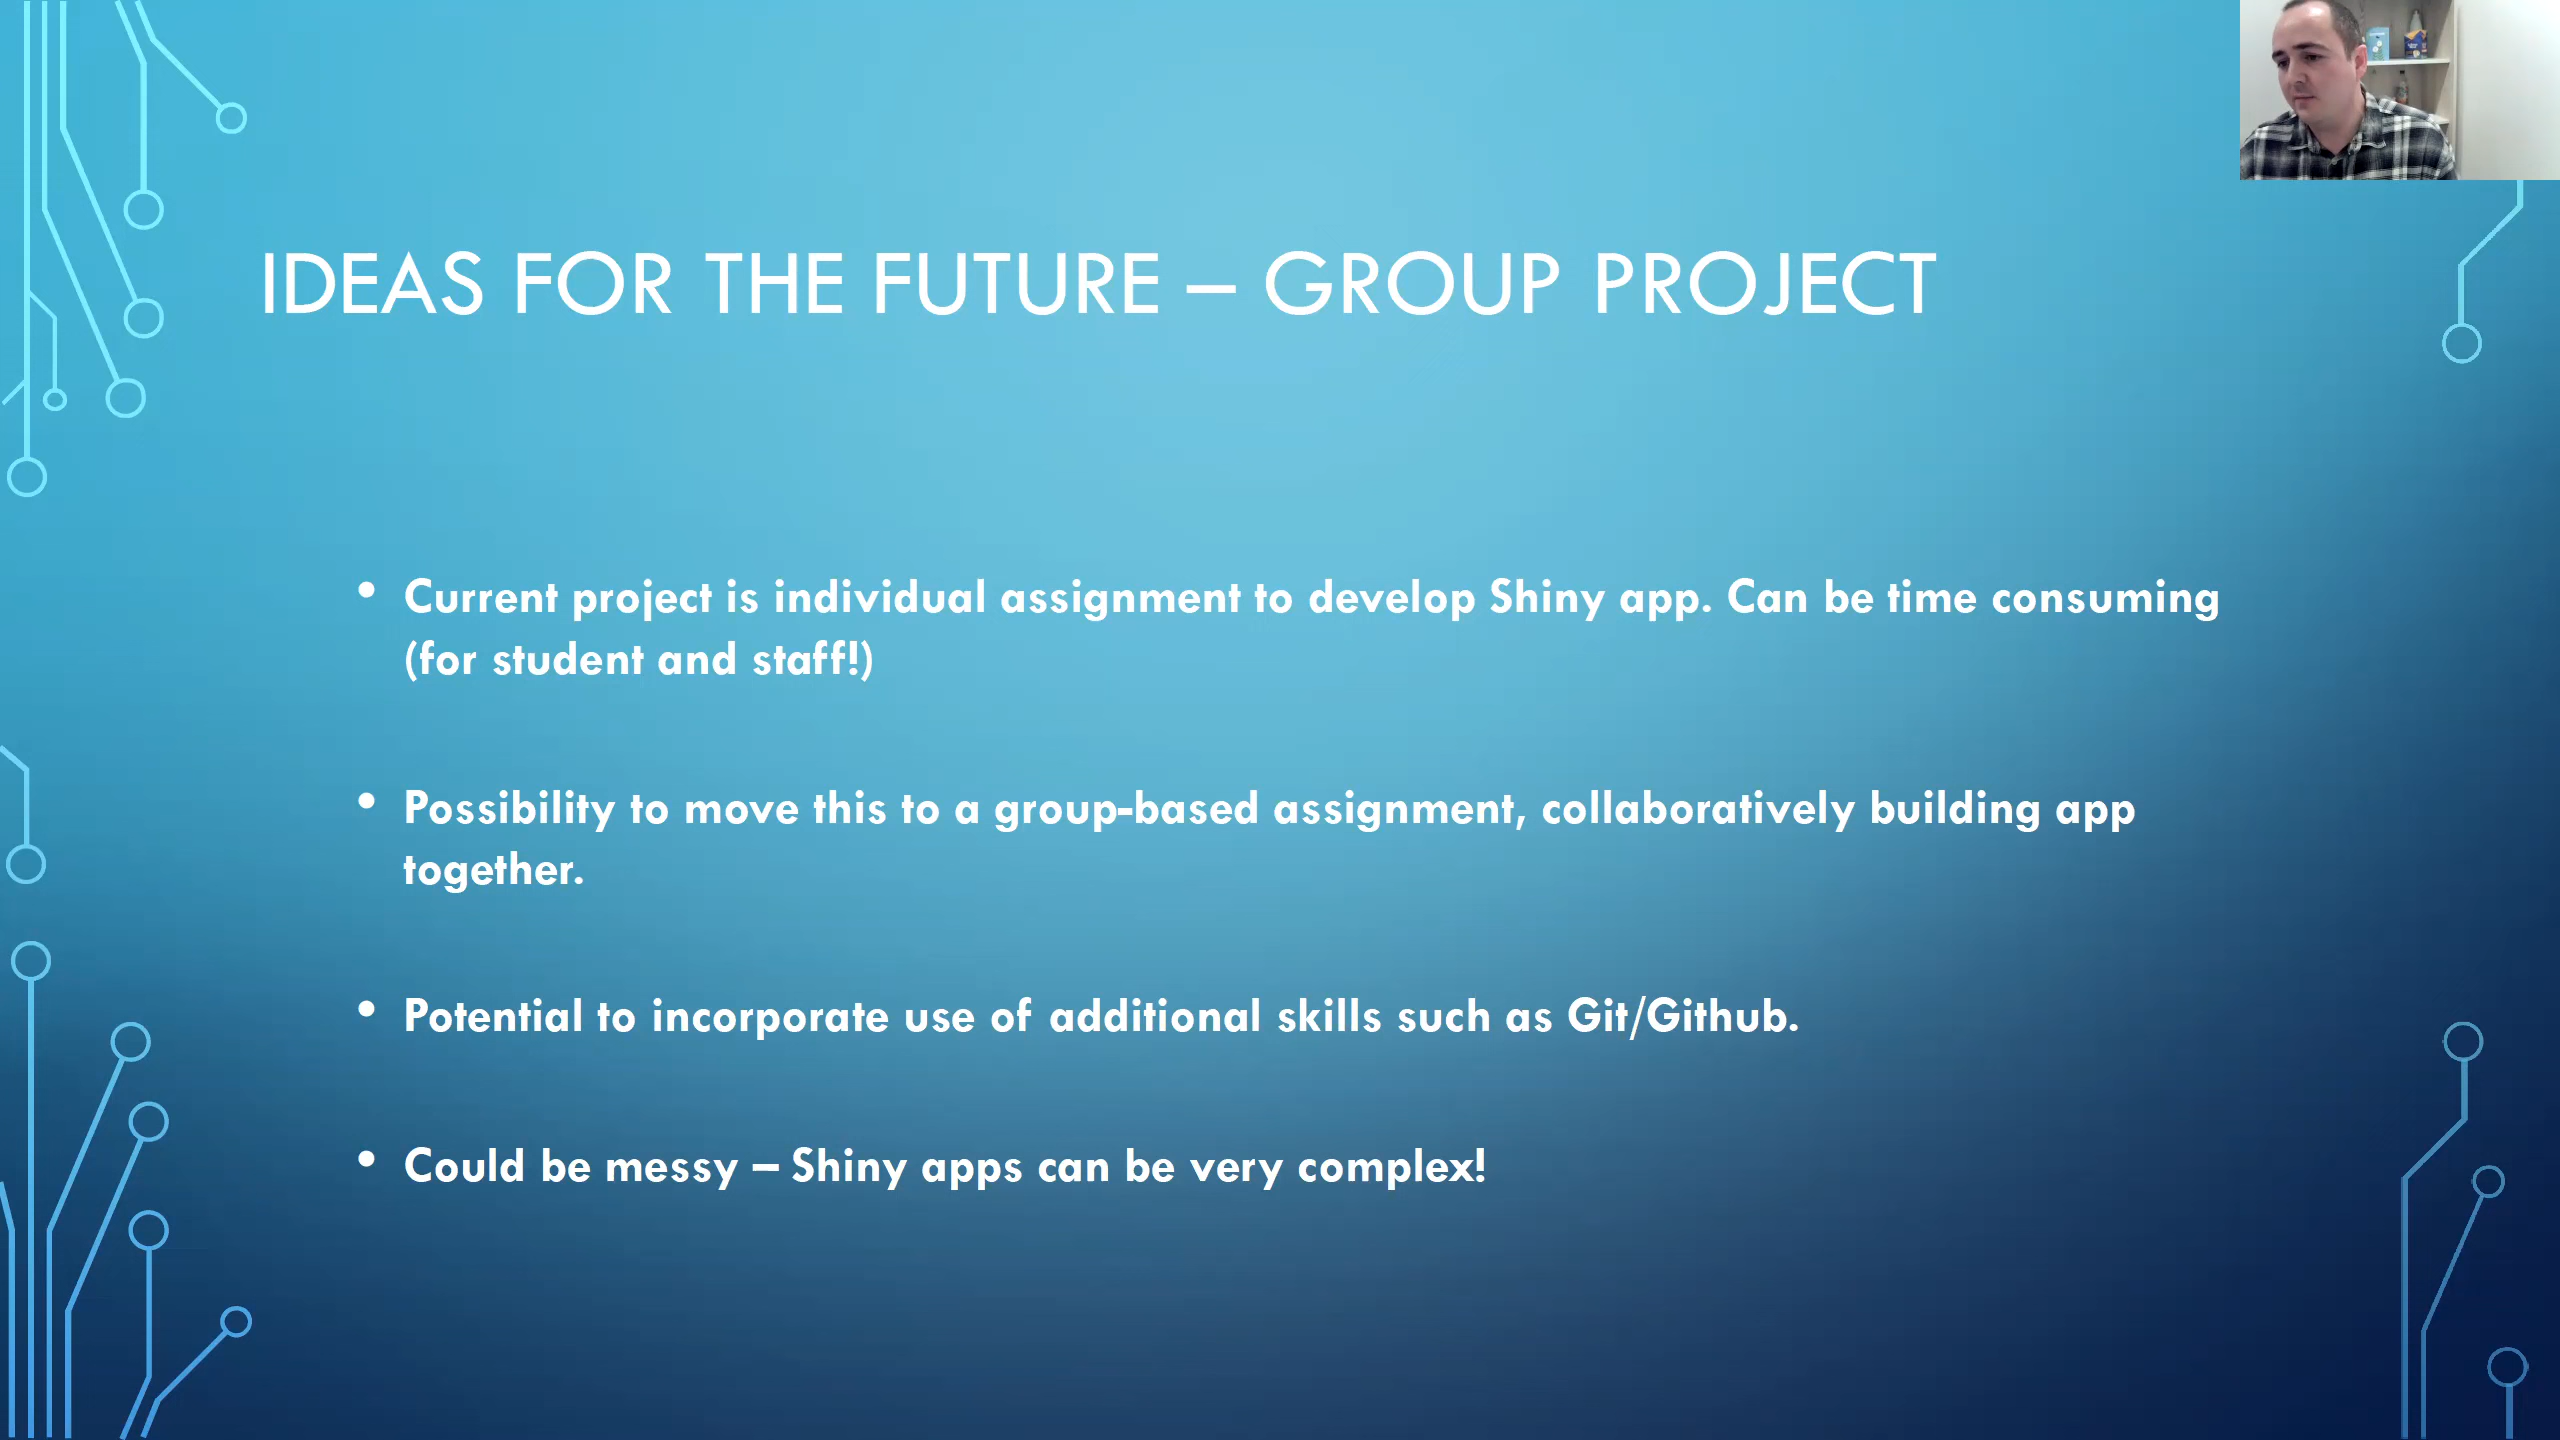 IDEAS FOR THE FUTURE – GROUP PROJECT
• Current project is individual assignment to develop Shiny app. Can be time consuming
(for student and staff!)
• Possibility to move this to a group-based assignment, collaboratively building app
together.
• Potential to incorporate use of additional skills such as Git/Github.
• Could be messy – Shiny apps can be very complex!